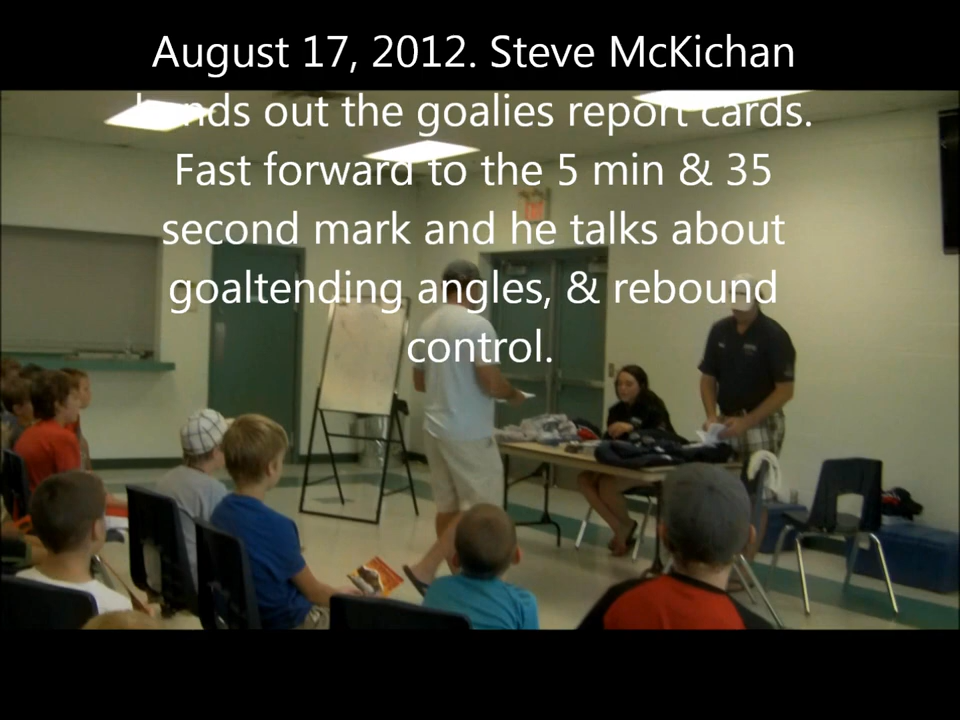 August 17, 2012. Steve McKichan
hands out the goalies report cards.
Fast forward to the 5 min & 35
second mark and he talks about
goaltending angles, & rebound
control.